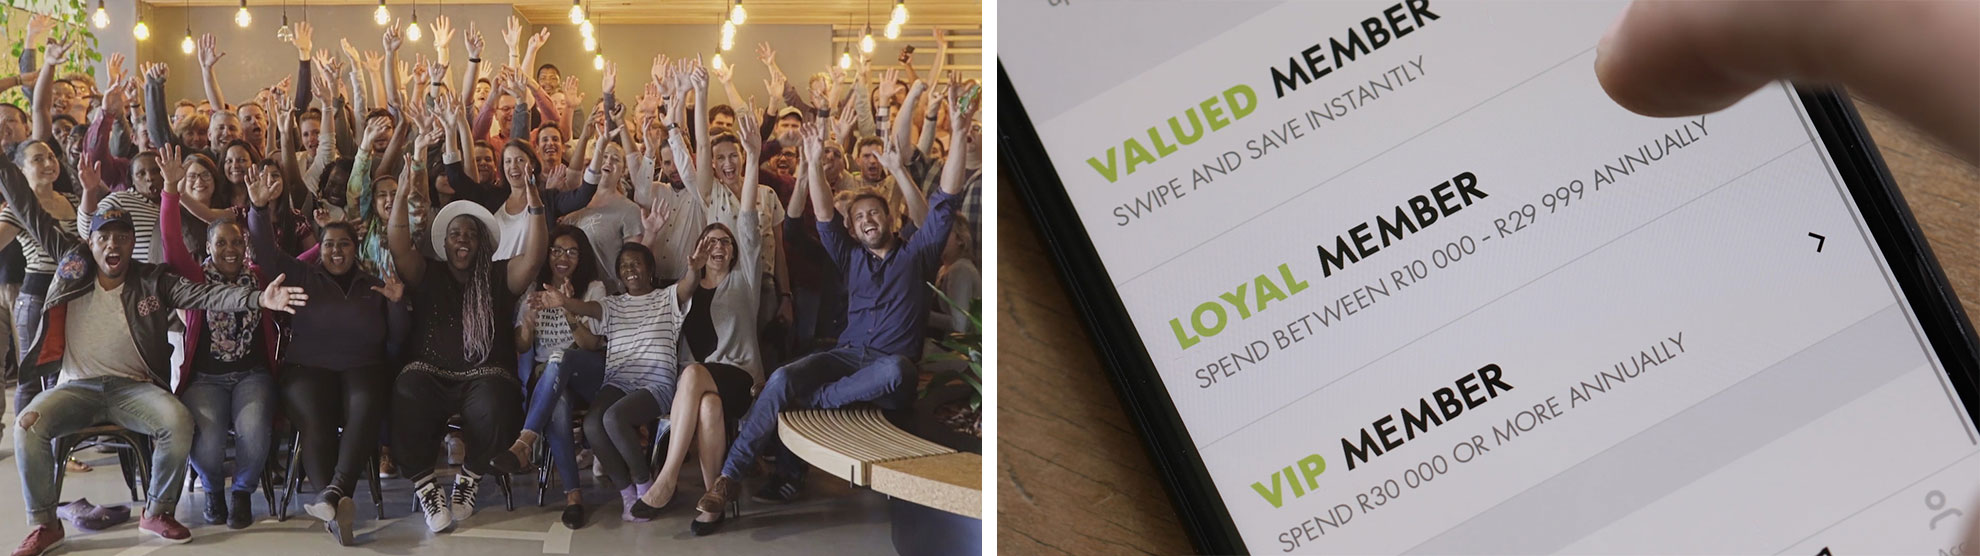 VALUED MEMBER
SWIPE AND SAVE INSTANTLY
LOYAL MEMBER
SPEND BETWEEN R10 000 - R29 999 ANNUALLY
VIP MEMBER
SPEND R30 000 OR MORE ANNUALLY